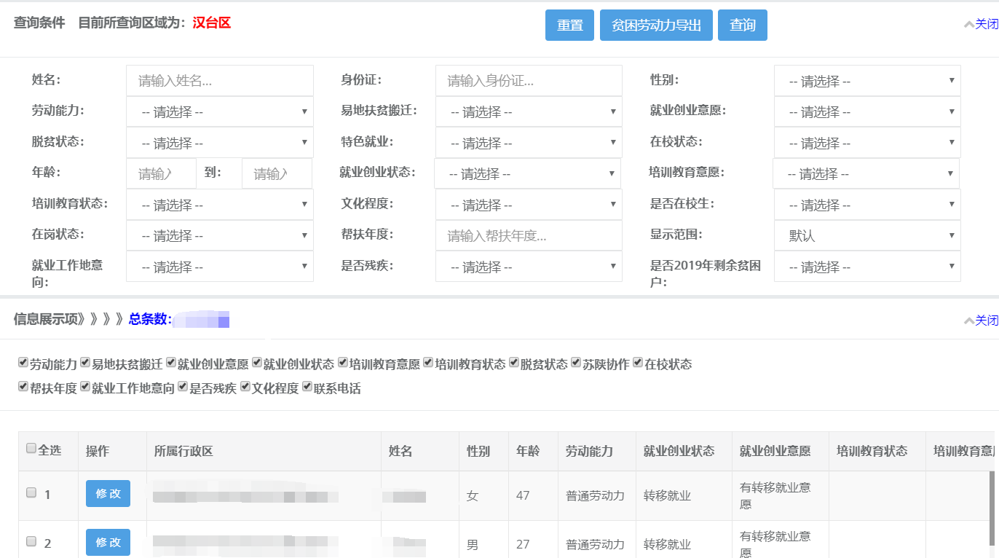 查询条件 目前所查询区域为：汉台区 重置 贫困劳动力导出 查询 关闭
姓名： 请输入姓名... 身份证： 请输入身份证... 性别： -- 请选择 --
劳动能力： -- 请选择 -- 易地扶贫搬迁： -- 请选择 -- 就业创业意愿： -- 请选择 --
脱贫状态： -- 请选择 -- 特色就业： -- 请选择 -- 在校状态： -- 请选择 --
年龄： 请输入 到： 请输入 就业创业状态： -- 请选择 -- 培训教育意愿： -- 请选择 --
培训教育状态： -- 请选择 -- 文化程度： -- 请选择 -- 是否在校生： -- 请选择 --
在岗状态： -- 请选择 -- 帮扶年度： 请输入帮扶年度... 显示范围： 默认
就业工作地意向： -- 请选择 -- 是否残疾： -- 请选择 -- 是否2019年剩余贫困户： -- 请选择 --
信息展示项》》》》总条数： 关闭
劳动能力 易地扶贫搬迁 就业创业意愿 就业创业状态 培训教育意愿 培训教育状态 脱贫状态 苏陕协作 在校状态
帮扶年度 就业工作地意向 是否残疾 文化程度 联系电话
全选 操作 所属行政区 姓名 性别 年龄 劳动能力 就业创业状态 就业创业意愿 培训教育状态 培训教育意
1 修改 女 47 普通劳动力 转移就业 有转移就业意愿
2 修改 男 27 普通劳动力 转移就业 有转移就业意愿